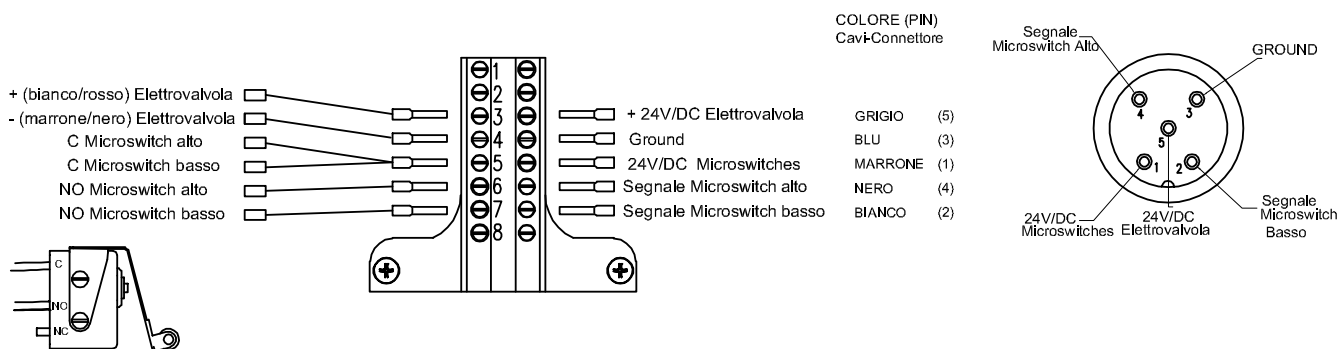 COLORE (PIN)
Cavi-Connettore
+ (bianco/rosso) Elettrovalvola
- (marrone/nero) Elettrovalvola
C Microswitch alto
C Microswitch basso
NO Microswitch alto
NO Microswitch basso
1
2
3
4
5
6
7
8
+ 24V/DC Elettrovalvola GRIGIO (5)
Ground BLU (3)
24V/DC Microswitches MARRONE (1)
Segnale Microswitch alto NERO (4)
Segnale Microswitch basso BIANCO (2)
Segnale
Microswitch Alto
GROUND
4
3
5
1
2
24V/DC
Microswitches
24V/DC
Elettrovalvola
Segnale
Microswitch
Basso
C
NO
NC